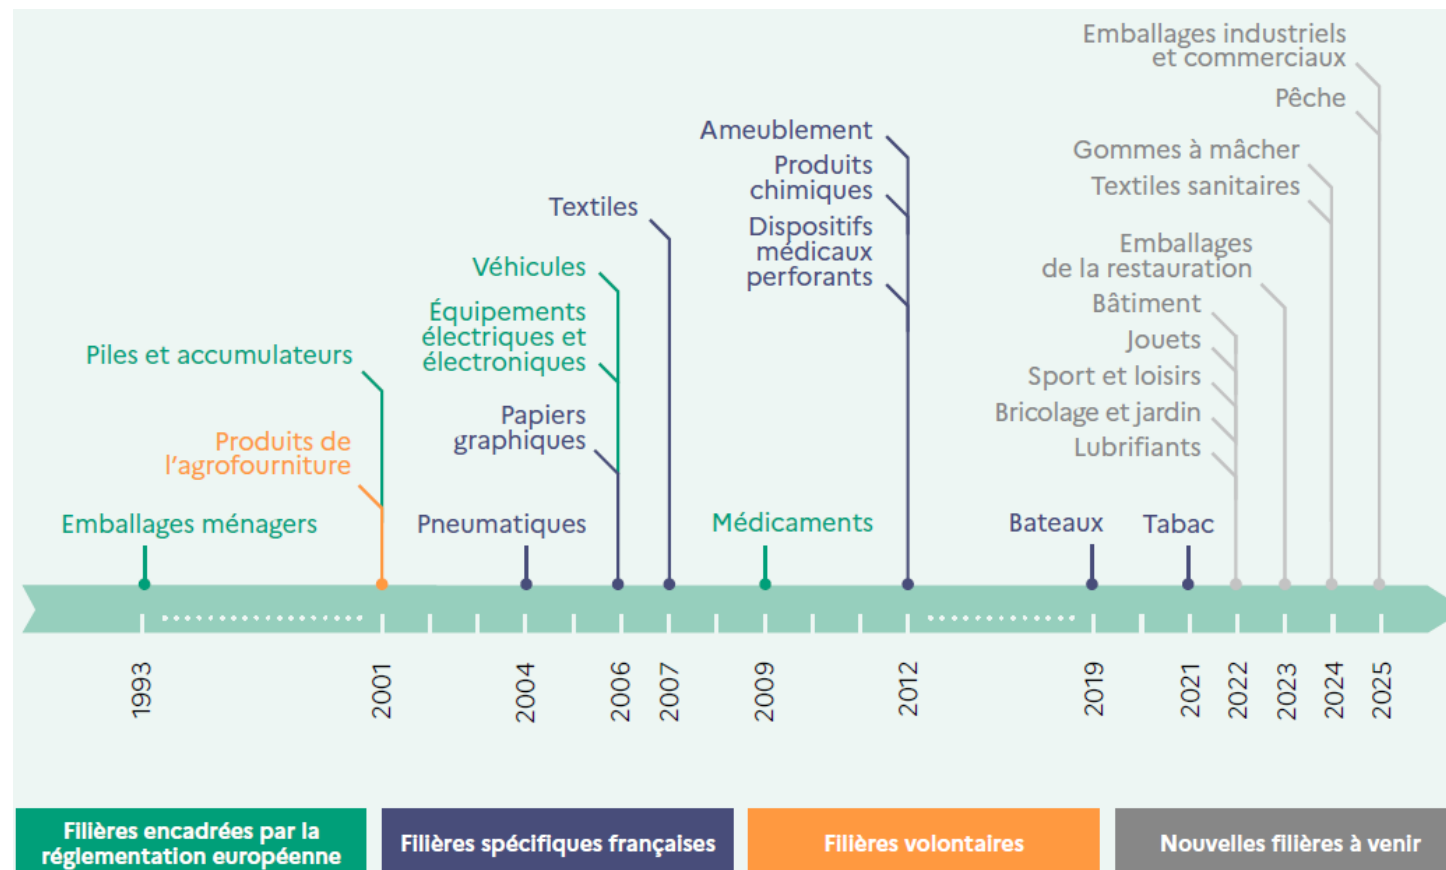 Emballages industriels
et commerciaux
Pêche
Ameublement
Produits
chimiques
Gommes à mâcher
Textiles sanitaires
Textiles
Dispositifs
médicaux
perforants
Emballages
de la restauration
Véhicules
Équipements
électriques et
électroniques
Bâtiment
Jouets
Piles et accumulateurs
Sport et loisirs
Papiers
graphiques
Bricolage et jardin
Produits de
l'agrofourniture
Lubrifiants
Emballages ménagers
Pneumatiques
Médicaments
Bateaux
Tabac
1993
2001
2004
2006
2007
2009
2012
2019
2021
2022
2023
2024
2025
Filières encadrées par la
réglementation européenne
Filières spécifiques françaises
Filières volontaires
Nouvelles filières à venir